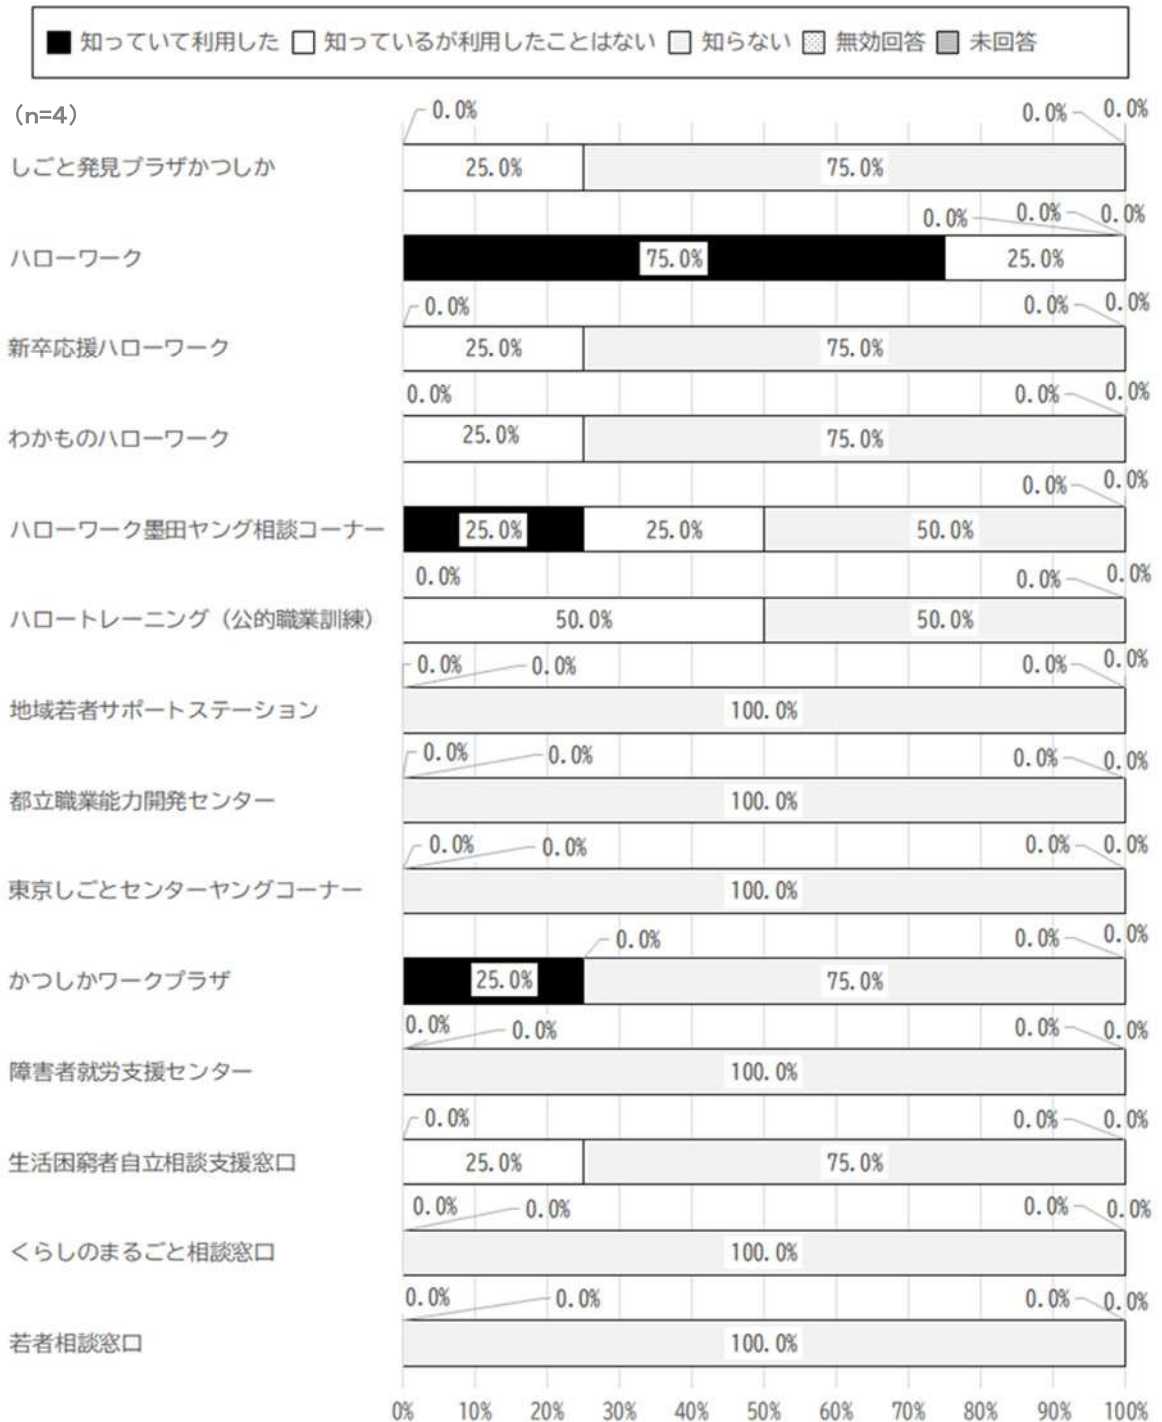 知っていて利用した 知っているが利用したことはない 知らない 無効回答 未回答
（n=4）
0.0% 0.0% 0.0%
しごと発見プラザかつしか 25.0% 75.0%
0.0% 0.0% 0.0%
ハローワーク 75.0% 25.0%
0.0% 0.0% 0.0%
新卒応援ハローワーク 25.0% 75.0%
0.0% 0.0% 0.0%
わかものハローワーク 25.0% 75.0%
0.0% 0.0%
ハローワーク墨田ヤング相談コーナー 25.0% 25.0% 50.0%
0.0% 0.0% 0.0%
ハロートレーニング（公的職業訓練） 50.0% 50.0%
0.0% 0.0% 0.0% 0.0%
地域若者サポートステーション 100.0%
0.0% 0.0% 0.0% 0.0%
都立職業能力開発センター 100.0%
0.0% 0.0% 0.0% 0.0%
東京しごとセンターヤングコーナー 100.0%
0.0% 0.0% 0.0%
かつしかワークプラザ 25.0% 75.0%
0.0% 0.0% 0.0% 0.0%
障害者就労支援センター 100.0%
0.0% 0.0% 0.0%
生活困窮者自立相談支援窓口 25.0% 75.0%
0.0% 0.0% 0.0% 0.0%
くらしのまるごと相談窓口 100.0%
0.0% 0.0% 0.0% 0.0%
若者相談窓口 100.0%
0% 10% 20% 30% 40% 50% 60% 70% 80% 90% 100%